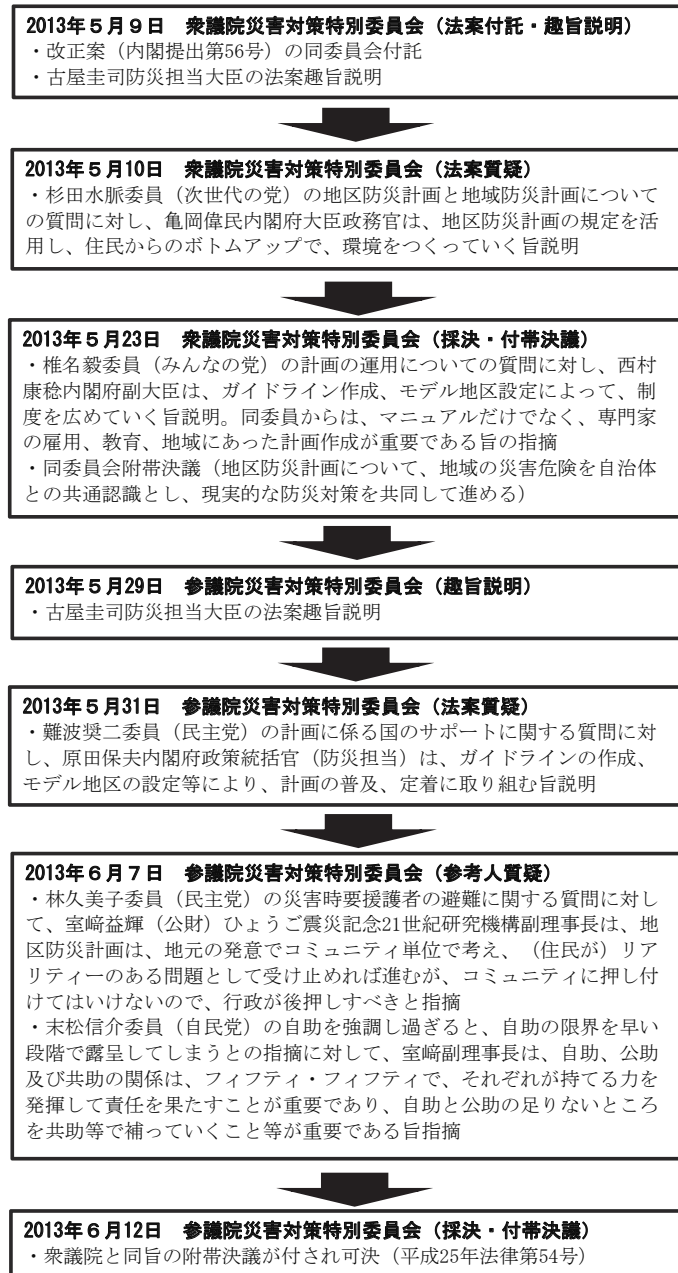 2013年５月９日　衆議院災害対策特別委員会（法案付託・趣旨説明）
・改正案（内閣提出第56号）の同委員会付託
・古屋圭司防災担当大臣の法案趣旨説明
2013年５月10日　衆議院災害対策特別委員会（法案質疑）
・杉田水脈委員（次世代の党）の地区防災計画と地域防災計画について
の質問に対し、亀岡偉民内閣府大臣政務官は、地区防災計画の規定を活
用し、住民からのボトムアップで、環境をつくっていく旨説明
2013年５月23日　衆議院災害対策特別委員会（採決・付帯決議）
・椎名毅委員（みんなの党）の計画の運用についての質問に対し、西村
康稔内閣府副大臣は、ガイドライン作成、モデル地区設定によって、制
度を広めていく旨説明。同委員からは、マニュアルだけでなく、専門家
の雇用、教育、地域にあった計画作成が重要である旨の指摘
・同委員会附帯決議（地区防災計画について、地域の災害危険を自治体
との共通認識とし、現実的な防災対策を共同して進める）
2013年５月29日　参議院災害対策特別委員会（趣旨説明）
・古屋圭司防災担当大臣の法案趣旨説明
2013年５月31日　参議院災害対策特別委員会（法案質疑）
・難波奨二委員（民主党）の計画に係る国のサポートに関する質問に対
し、原田保夫内閣府政策統括官（防災担当）は、ガイドラインの作成、
モデル地区の設定等により、計画の普及、定着に取り組む旨説明
2013年６月７日　参議院災害対策特別委員会（参考人質疑）
・林久美子委員（民主党）の災害時要援護者の避難に関する質問に対し
て、室﨑益輝（公財）ひょうご震災記念21世紀研究機構副理事長は、地
区防災計画は、地元の発意でコミュニティ単位で考え、（住民が）リア
リティーのある問題として受け止めれば進むが、コミュニティに押し付
けてはいけないので、行政が後押しすべきと指摘
・末松信介委員（自民党）の自助を強調し過ぎると、自助の限界を早い
段階で露呈してしまうとの指摘に対して、室﨑副理事長は、自助、公助
及び共助の関係は、フィフティ・フィフティで、それぞれが持てる力を
発揮して責任を果たすことが重要であり、自助と公助の足りないところ
を共助等で補っていくこと等が重要である旨指摘
2013年６月12日　参議院災害対策特別委員会（採決・付帯決議）
・衆議院と同旨の附帯決議が付され可決（平成25年法律第54号）